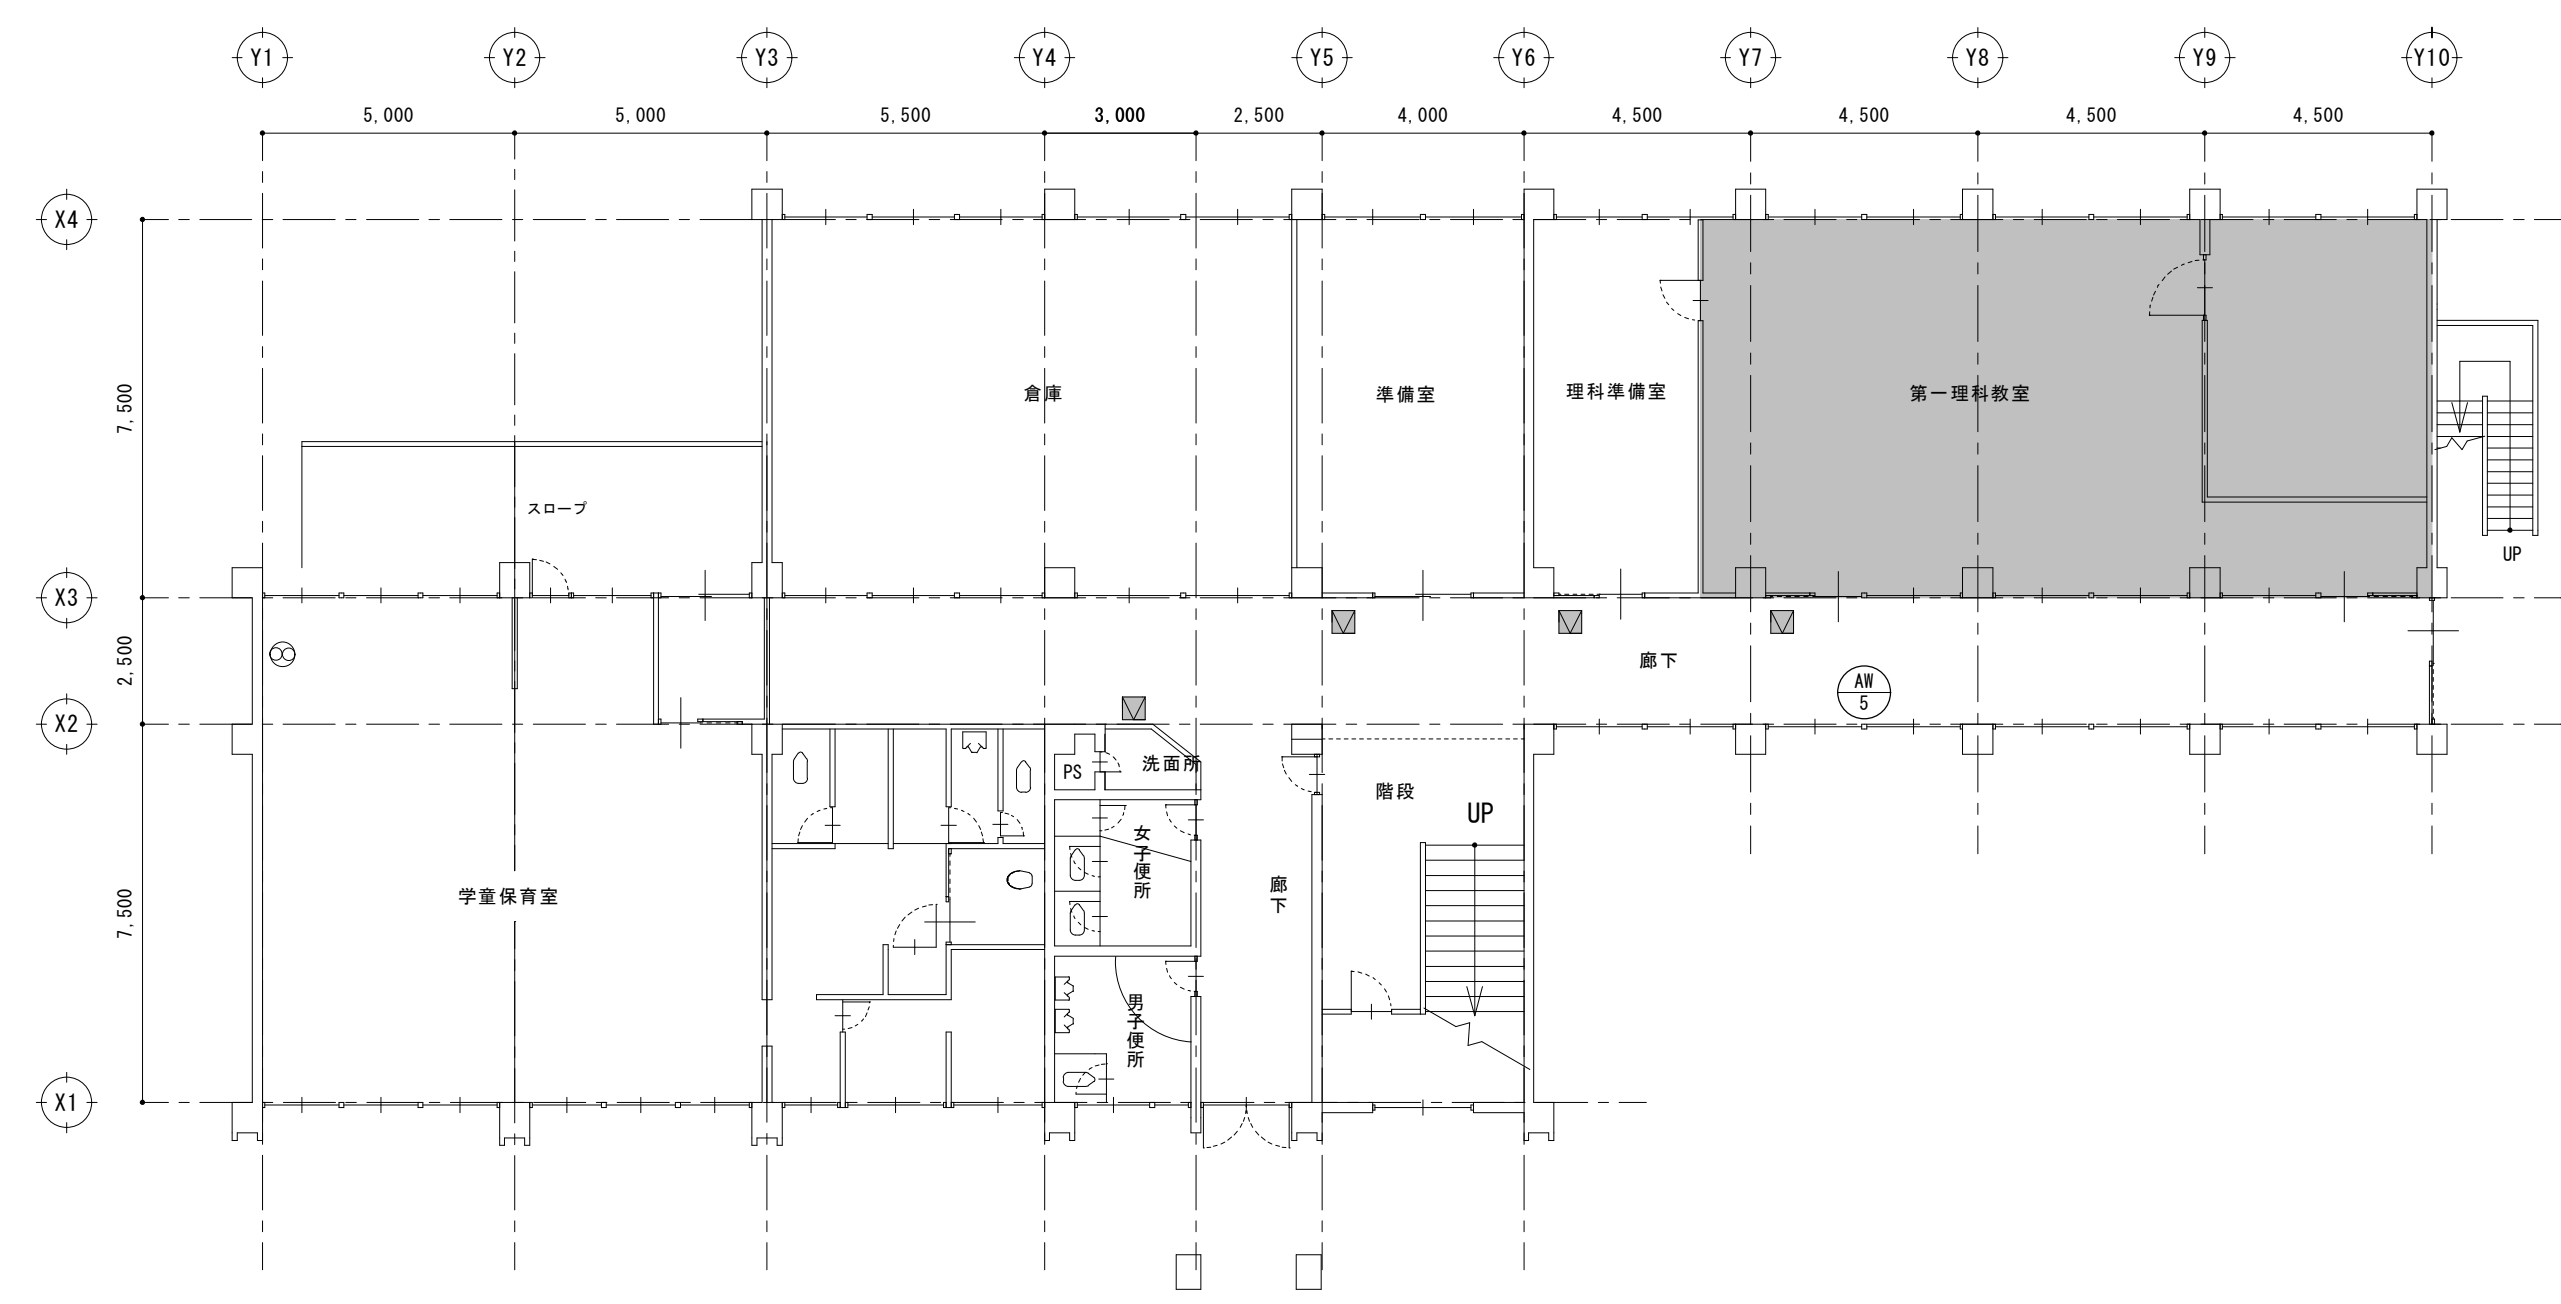 Y1
Y2
Y3
Y4
Y5
Y6
Y7
Y8
Y9
Y10
5,000
5,000
5,500
3,000
2,500
4,000
4,500
4,500
4,500
4,500
X4
7,500
倉庫
準備室
理科準備室
第一理科教室
スロープ
UP
X3
2,500
8
廊下
AW
5
X2
PS
洗面所
階段
UP
女子便所
廊下
学童保育室
7,500
男子便所
X1